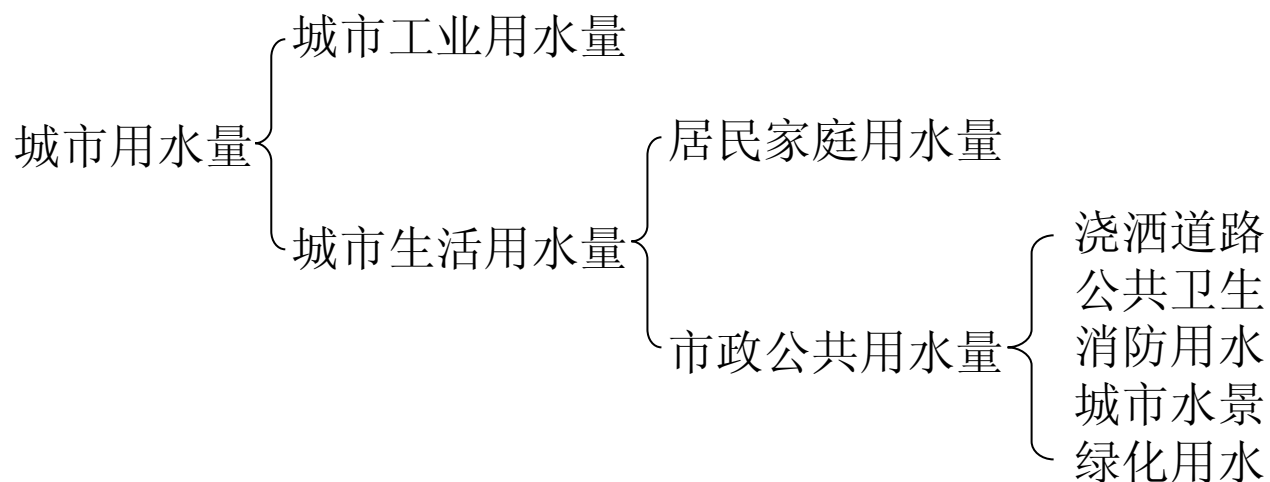 城市用水量
城市工业用水量
城市生活用水量
居民家庭用水量
市政公共用水量
浇洒道路
公共卫生
消防用水
城市水景
绿化用水